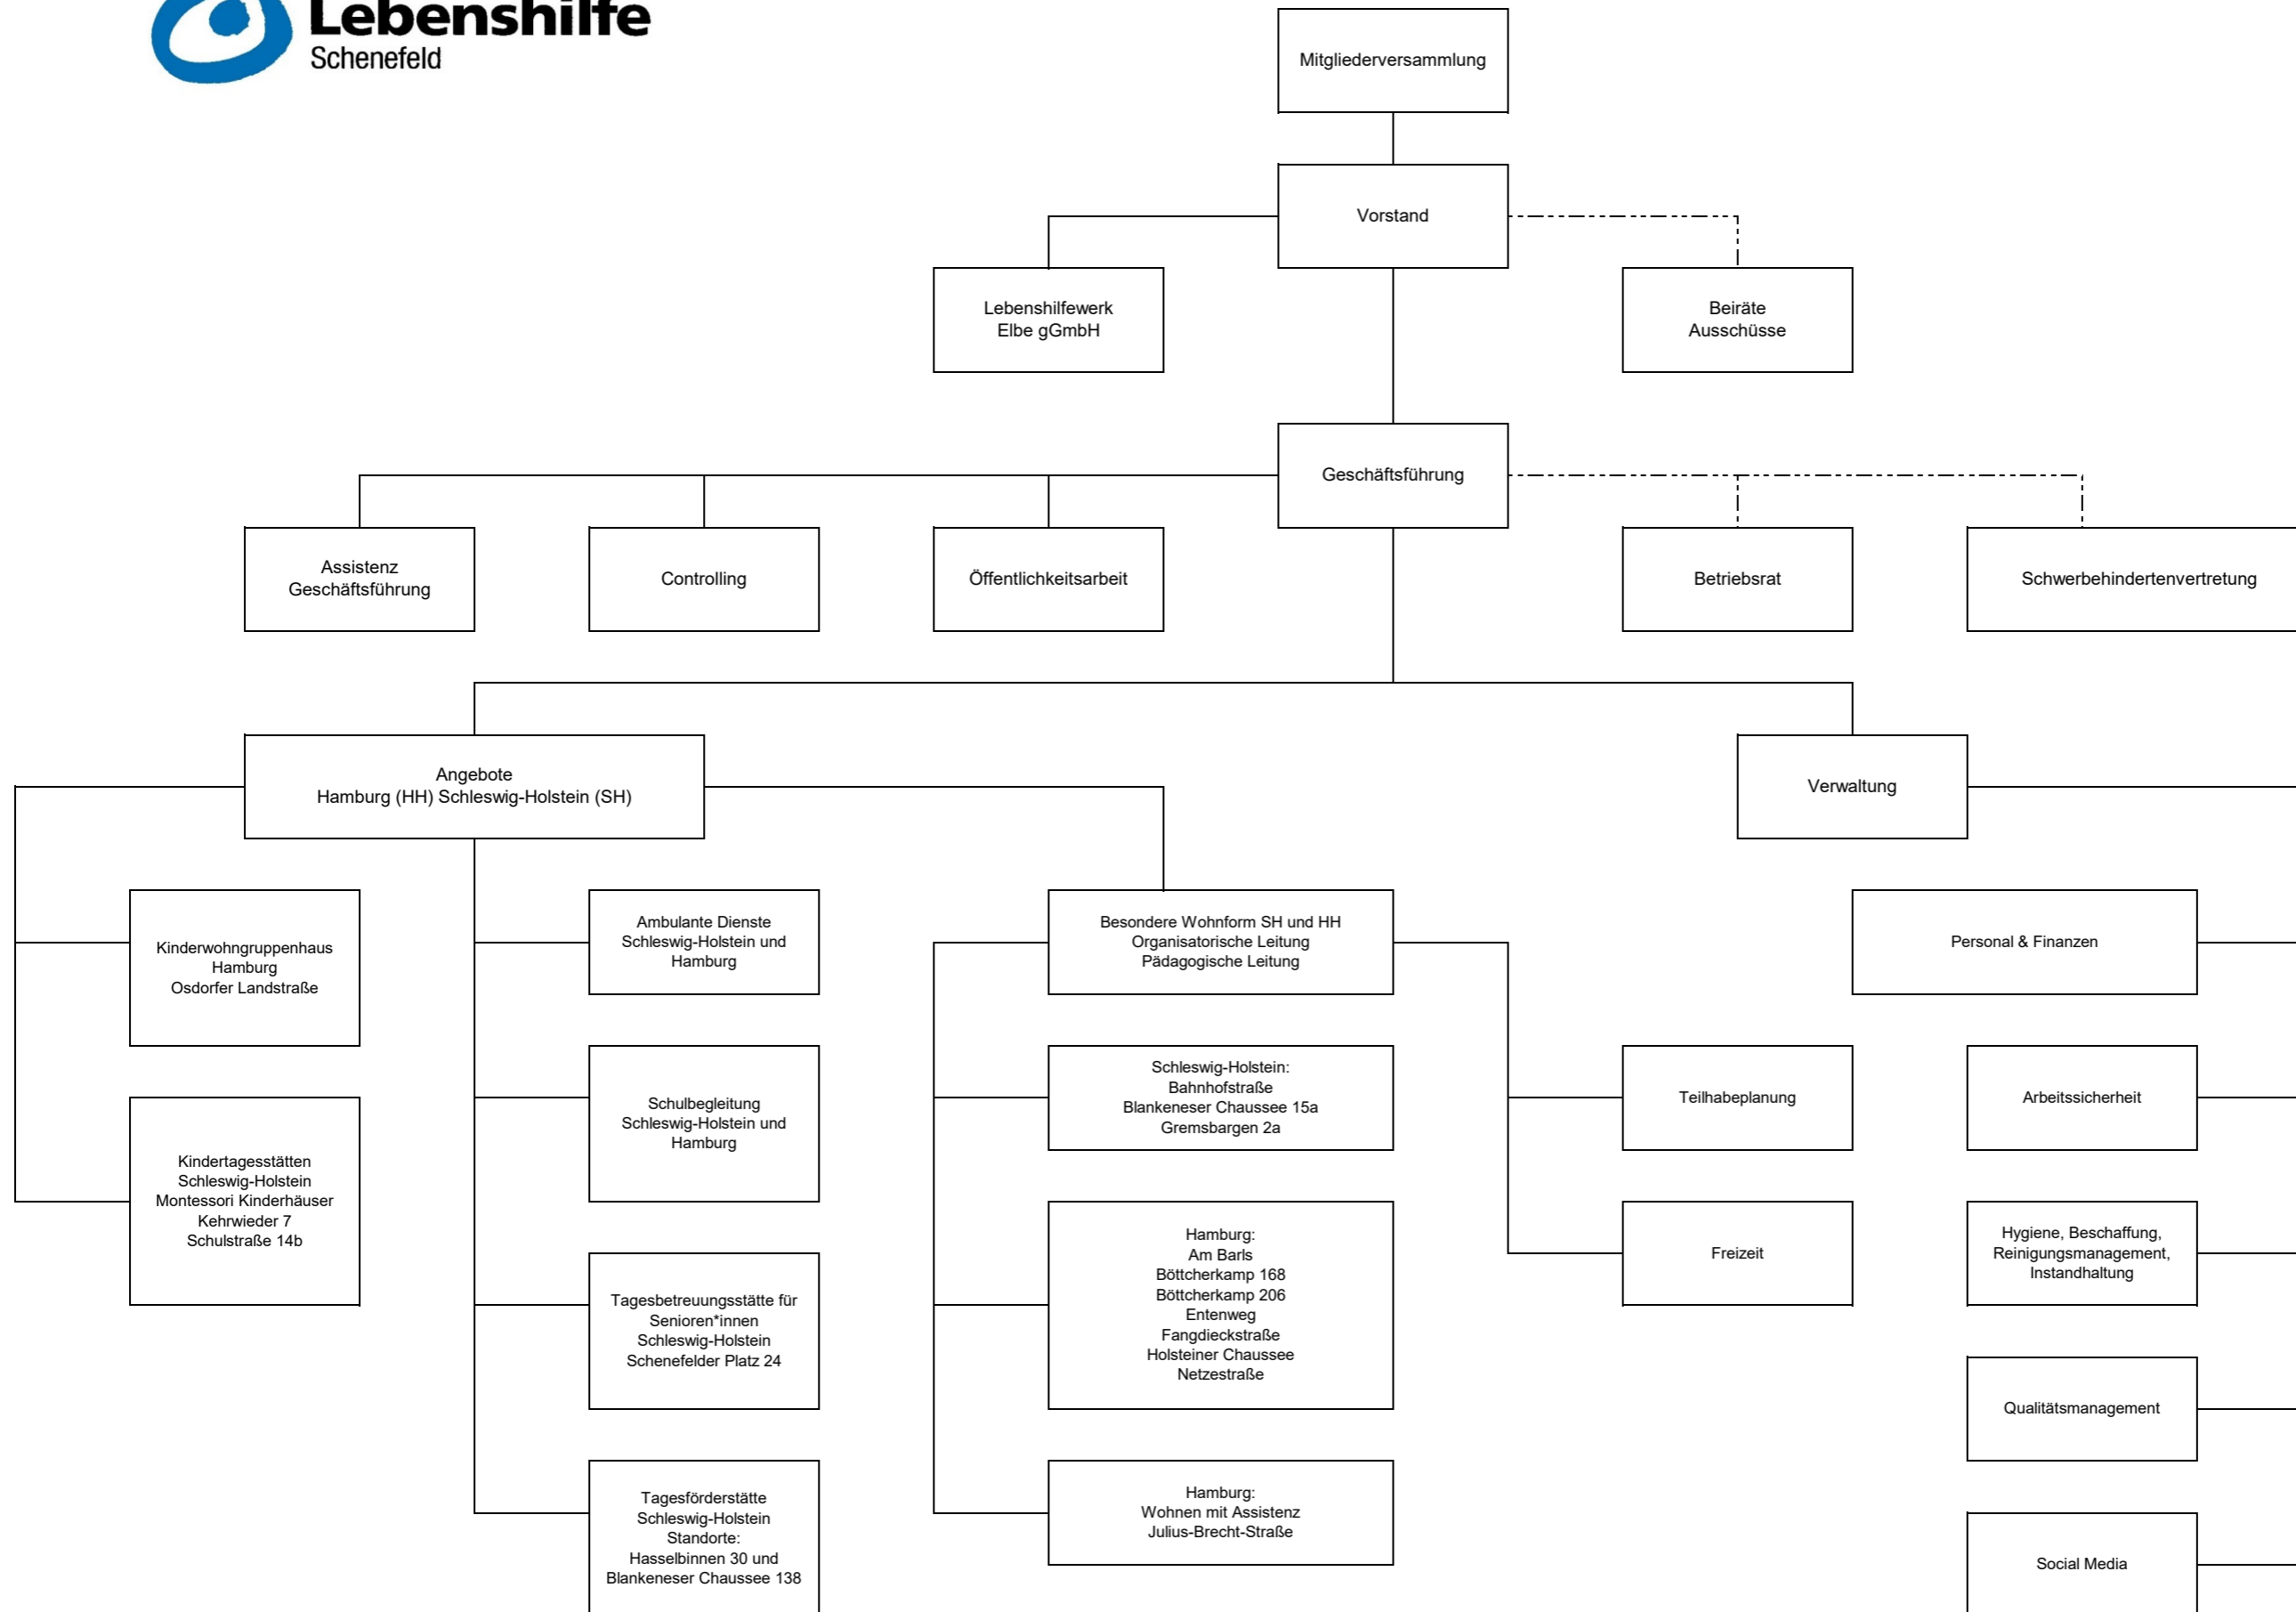 Lebenshilfe
Schenefeld
Mitgliederversammlung
Vorstand
Lebenshilfewerk
Elbe gGmbH
Beiräte
Ausschüsse
Geschäftsführung
Assistenz
Geschäftsführung
Controlling
Öffentlichkeitsarbeit
Betriebsrat
Schwerbehindertenvertretung
Angebote
Hamburg (HH) Schleswig-Holstein (SH)
Verwaltung
Kinderwohngruppenhaus
Hamburg
Osdorfer Landstraße
Kindertagesstätten
Schleswig-Holstein
Montessori Kinderhäuser
Kehrwieder 7
Schulstraße 14b
Ambulante Dienste
Schleswig-Holstein und
Hamburg
Schulbegleitung
Schleswig-Holstein und
Hamburg
Tagesbetreuungsstätte für
Senioren*innen
Schleswig-Holstein
Schenefelder Platz 24
Tagesförderstätte
Schleswig-Holstein
Standorte:
Hasselbinnen 30 und
Blankeneser Chaussee 138
Besondere Wohnform SH und HH
Organisatorische Leitung
Pädagogische Leitung
Schleswig-Holstein:
Bahnhofstraße
Blankeneser Chaussee 15a
Gremsbargen 2a
Hamburg:
Am Barls
Böttcherkamp 168
Böttcherkamp 206
Entenweg
Fangdieckstraße
Holsteiner Chaussee
Netzestraße
Hamburg:
Wohnen mit Assistenz
Julius-Brecht-Straße
Teilhabeplanung
Freizeit
Personal & Finanzen
Arbeitssicherheit
Hygiene, Beschaffung,
Reinigungsmanagement,
Instandhaltung
Qualitätsmanagement
Social Media